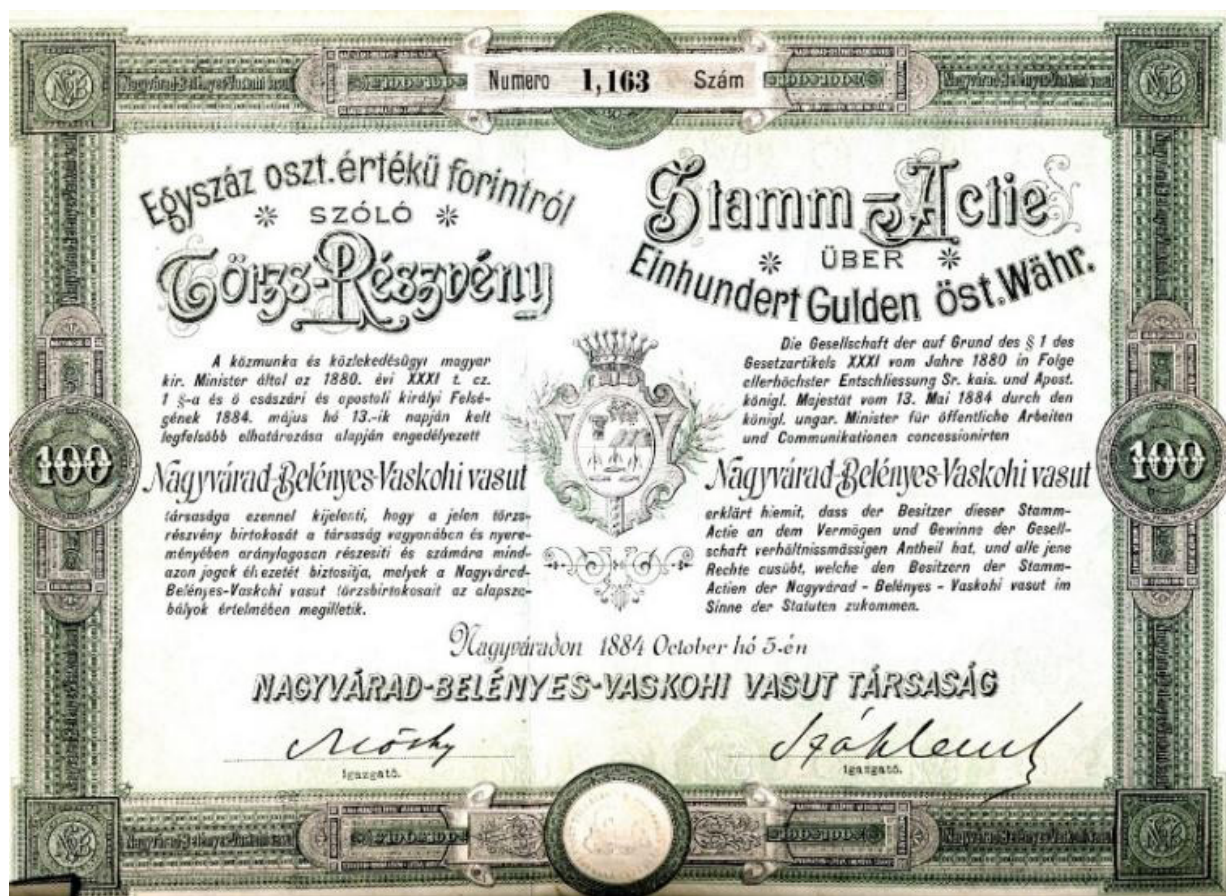 Numero 1,163 Szám
Egyszáz oszt. értékü forintról
* SZÓLÓ *
Törzs-Részvény
A közmunka és közlekedésügyi magyar
kir. Minister által az 1880. évi XXXI t. cz.
1 §-a és ö császári és apostoli királyi Felsé-
gének 1884. május hó 13.-ik napján kelt
legfelsöbb elhatározása alapján engedélyezett
Nagyvárad-Belényes-Vaskohi vasut
társasága ezennel kijelenti, hogy a jelen törzs-
részvény birtokosát a társaság vagyonában és nyere-
ményében aránylagosan részesiti és számára mind-
azon jogok élvezetét biztositja, melyek a Nagyvárad-
Belényes-Vaskohi vasut törzsbirtokosait az alapsza-
bályok értelmében megilletik.
Stamm-Actie
* ÜBER *
Einhundert Gulden öst. Währ.
Die Gesellschaft der auf Grund des § 1 des
Gesetzartikels XXXI vom Jahre 1880 in Folge
allerhöchster Entschliessung Sr. kais. und Apost.
königl. Majestät vom 13. Mai 1884 durch den
königl. ungar. Minister für öffentliche Arbeiten
und Communikationen concessionirten
Nagyvárad-Belényes-Vaskohi vasut
erklärt hiemit, dass der Besitzer dieser Stamm-
Actie an dem Vermögen und Gewinne der Gesell-
schaft verhältnissmässigen Antheil hat, und alle jene
Rechte ausübt, welche den Besitzern der Stamm-
Actien der Nagyvárad - Belényes - Vaskohi vasut im
Sinne der Statuten zukommen.
100
100
Nagyváradon 1884 October hó 5-én
NAGYVÁRAD-BELÉNYES-VASKOHI VASUT TÁRSASÁG
igazgató.
igazgató.